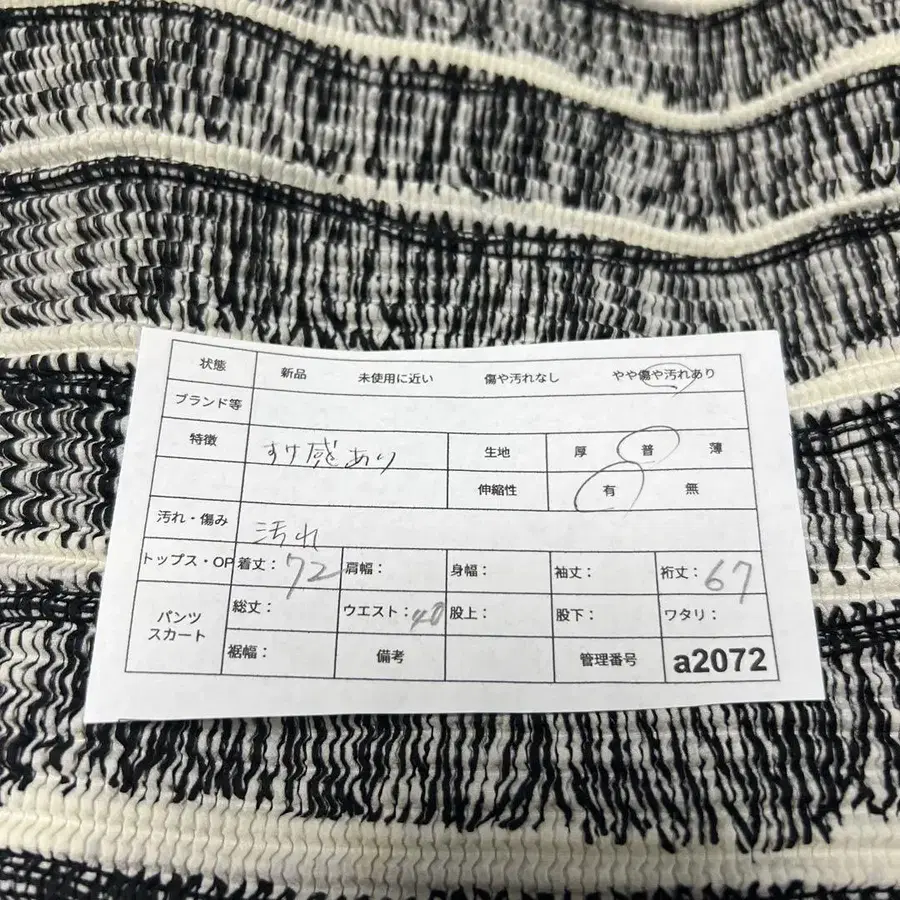 状態 新品 未使用に近い 傷や汚れなし やや傷や汚れあり
ブランド等
特徴 すけ感あり 生地 厚 普 薄
伸縮性 有 無
汚れ・傷み 汚れ
トップス・OP 着丈：72 肩幅： 身幅： 袖丈： 裄丈：67
パンツ スカート 総丈： ウエスト：40 股上： 股下： ワタリ：
裾幅： 備考 管理番号 a2072